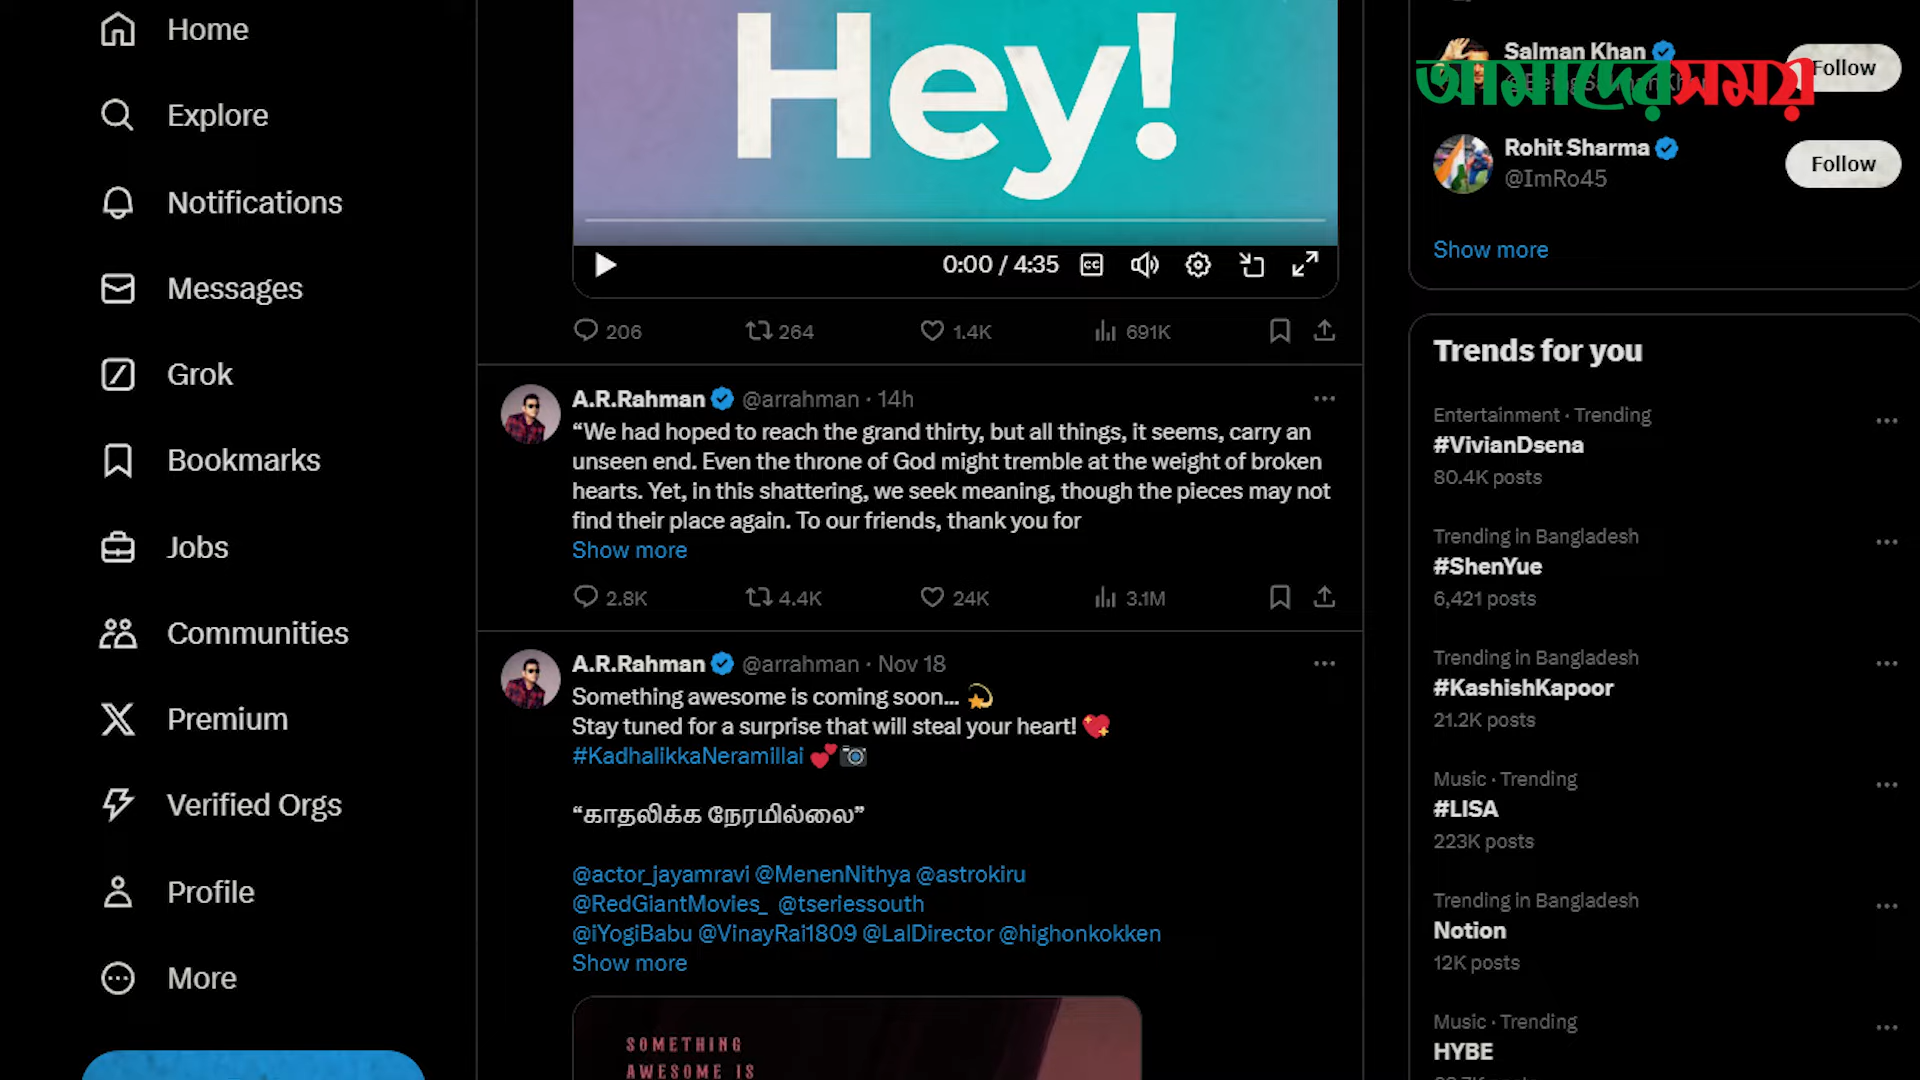 Home
Explore
Notifications
Messages
Grok
Bookmarks
Jobs
Communities
Premium
Verified Orgs
Profile
More
Hey!
0:00 / 4:35
CC
206 264 1.4K 691K
A.R.Rahman @arrahman · 14h
“We had hoped to reach the grand thirty, but all things, it seems, carry an
unseen end. Even the throne of God might tremble at the weight of broken
hearts. Yet, in this shattering, we seek meaning, though the pieces may not
find their place again. To our friends, thank you for
Show more
2.8K 4.4K 24K 3.1M
A.R.Rahman @arrahman · Nov 18
Something awesome is coming soon...
Stay tuned for a surprise that will steal your heart!
#KadhalikkaNeramillai
“காதலிக்க நேரமில்லை”
@actor_jayamravi @MenenNithya @astrokiru
@RedGiantMovies_ @tseriessouth
@iYogiBabu @VinayRai1809 @LalDirector @highonkokken
Show more
SOMETHING
AWESOME IS
Salman Khan
Follow
আমাদের সময়
Rohit Sharma
@ImRo45
Follow
Show more
Trends for you
Entertainment · Trending
#VivianDsena
80.4K posts
Trending in Bangladesh
#ShenYue
6,421 posts
Trending in Bangladesh
#KashishKapoor
21.2K posts
Music · Trending
#LISA
223K posts
Trending in Bangladesh
Notion
12K posts
Music · Trending
HYBE